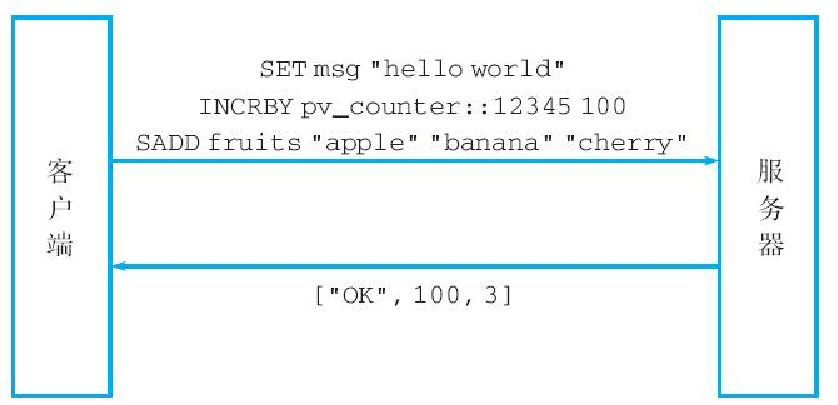 客户端
SET msg "hello world"
INCRBY pv_counter::12345 100
SADD fruits "apple" "banana" "cherry"
["OK", 100, 3]
服务器